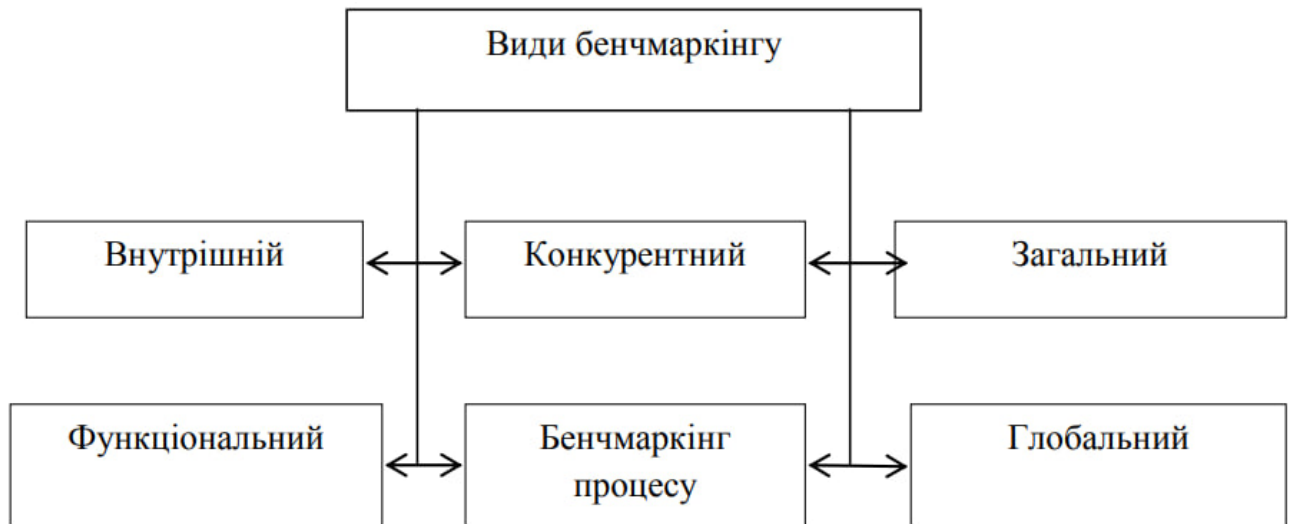 Види бенчмаркінгу
Внутрішній
Конкурентний
Загальний
Функціональний
Бенчмаркінг
процесу
Глобальний